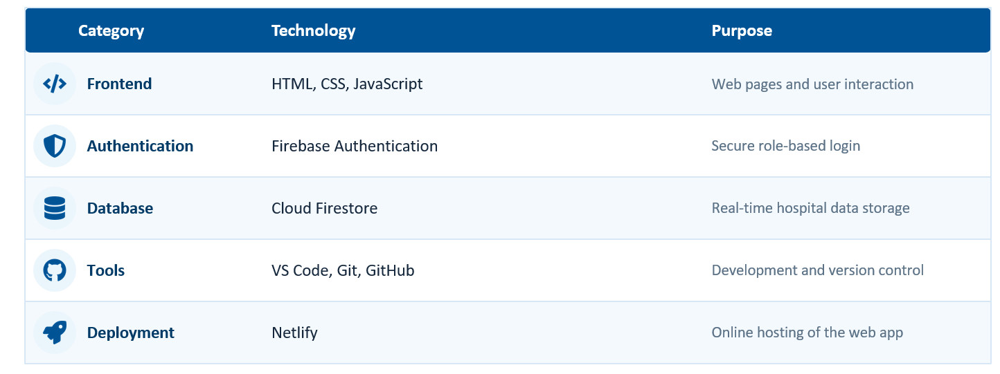 Category Technology Purpose
Frontend HTML, CSS, JavaScript Web pages and user interaction
Authentication Firebase Authentication Secure role-based login
Database Cloud Firestore Real-time hospital data storage
Tools VS Code, Git, GitHub Development and version control
Deployment Netlify Online hosting of the web app